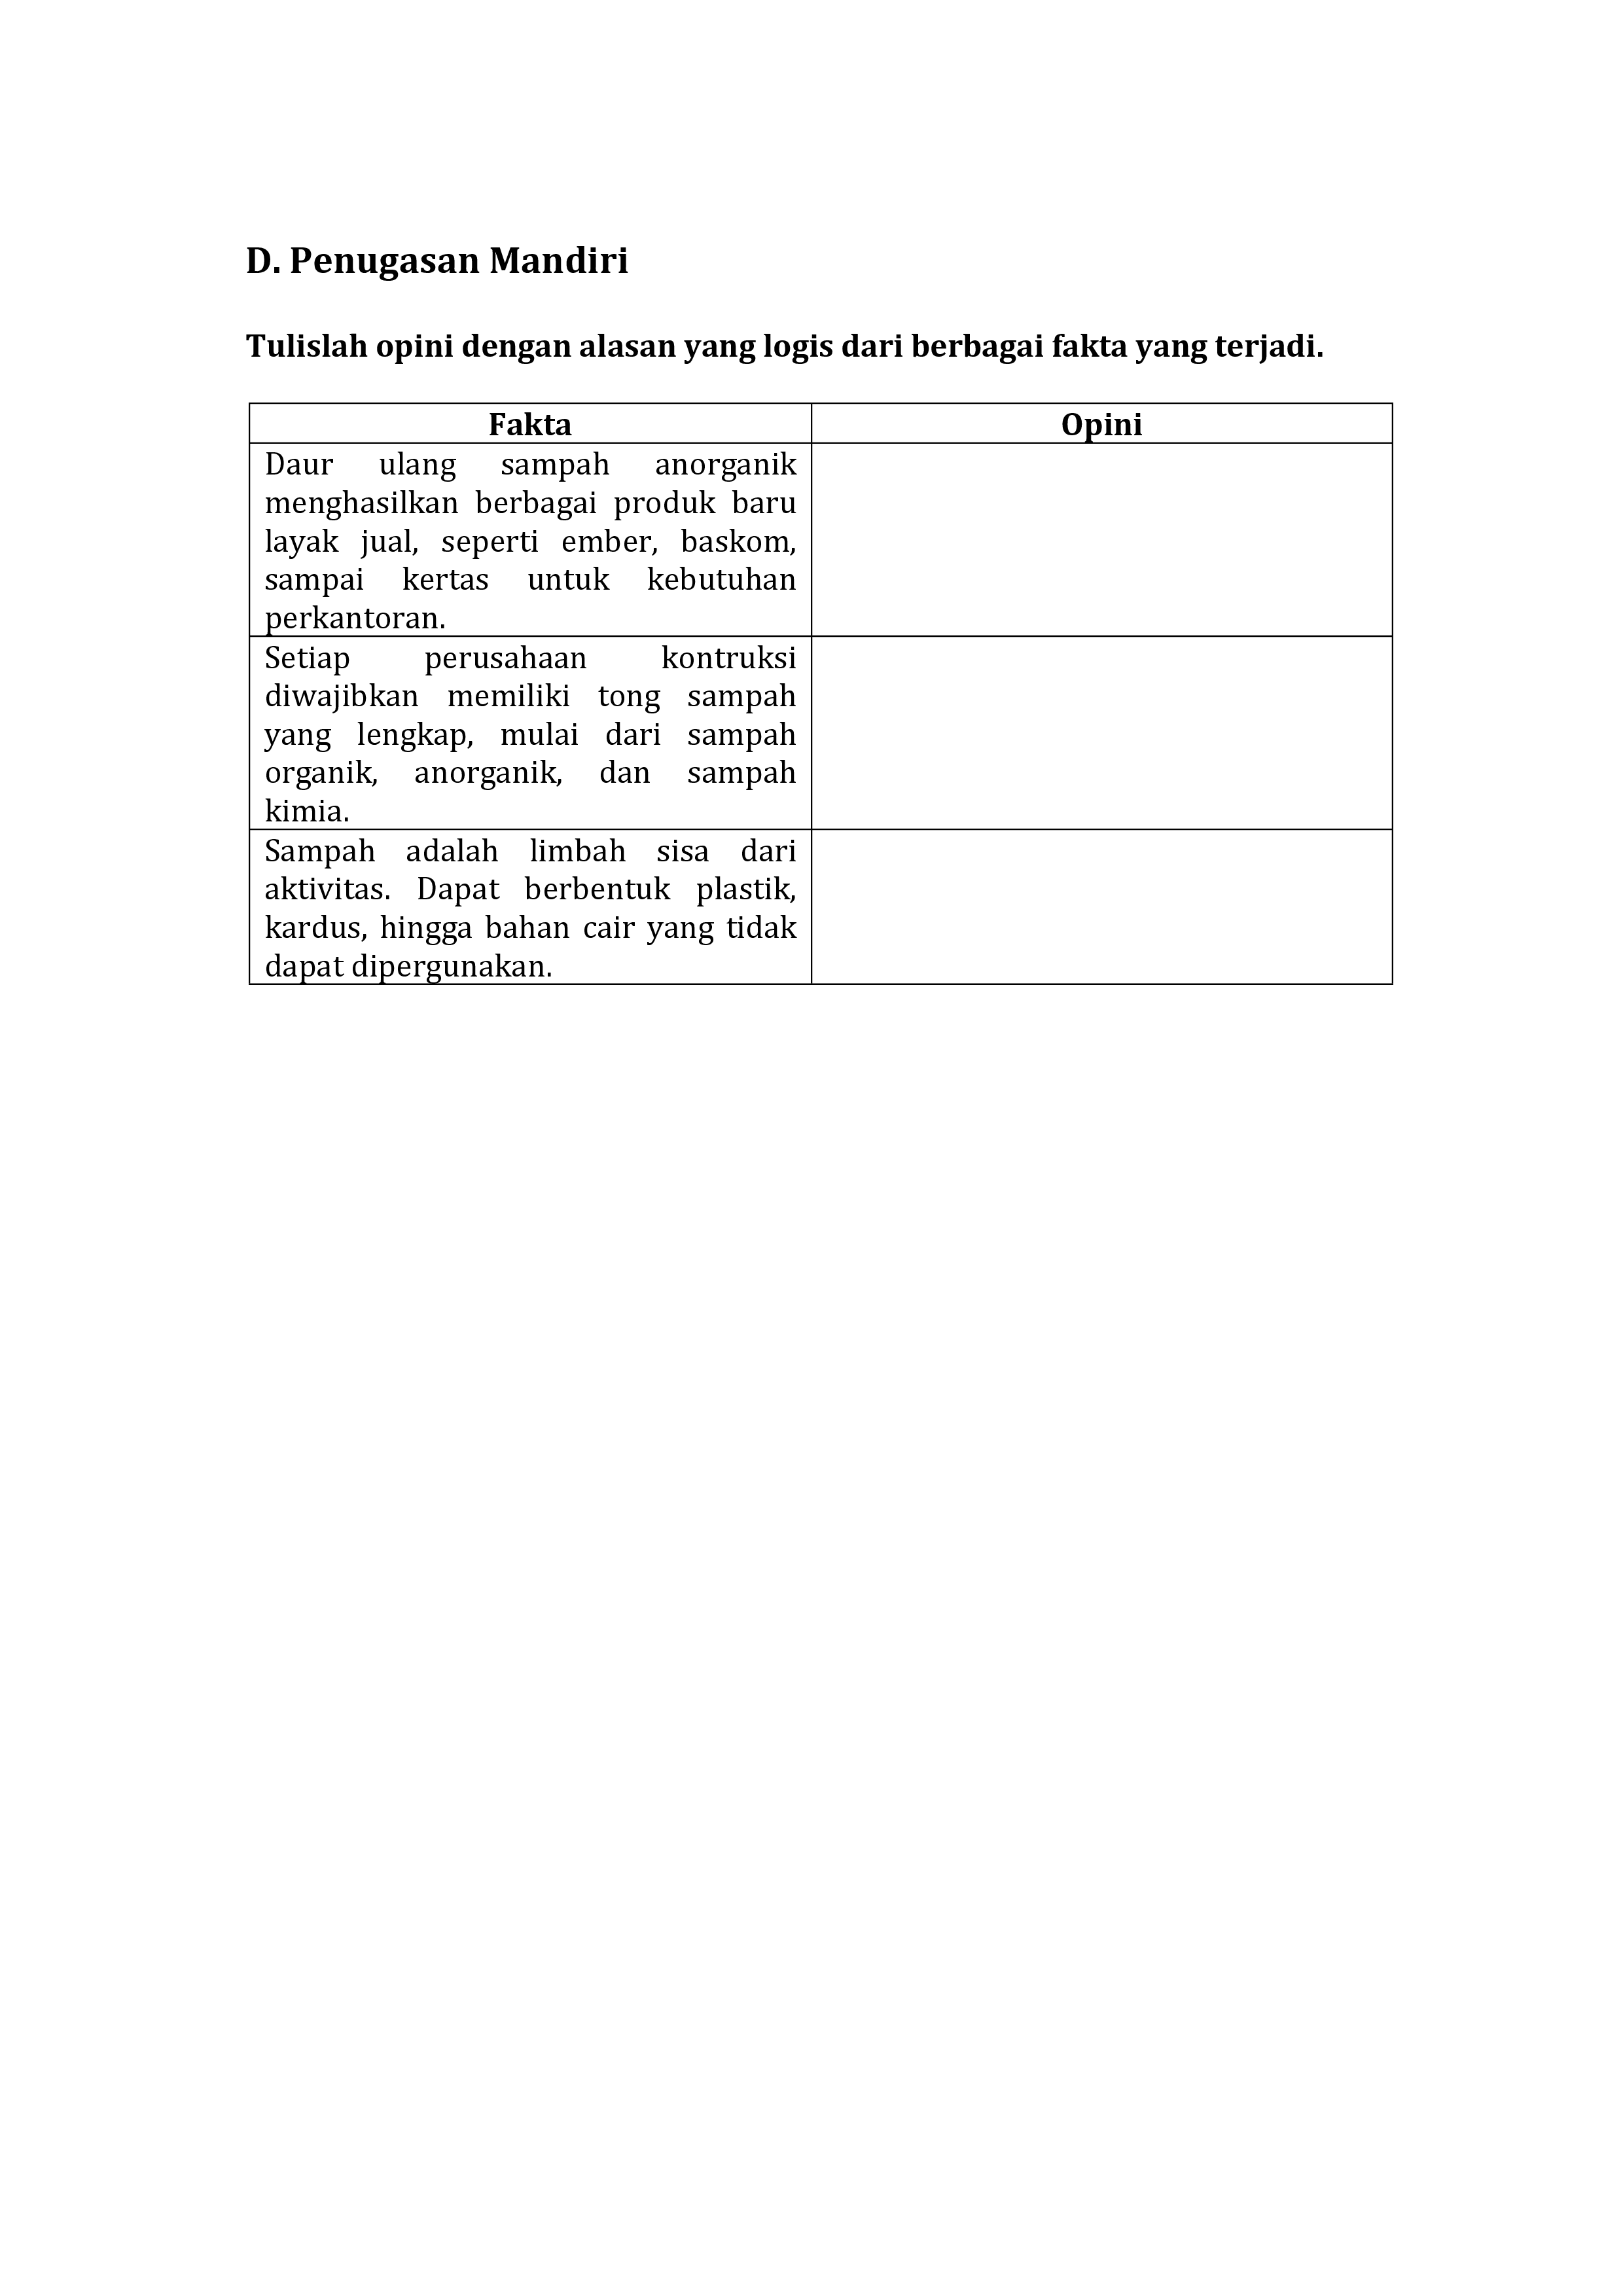 D. Penugasan Mandiri
Tulislah opini dengan alasan yang logis dari berbagai fakta yang terjadi.
Fakta
Opini
Daur ulang sampah anorganik
menghasilkan berbagai produk baru
layak jual, seperti ember, baskom,
sampai kertas untuk kebutuhan
perkantoran.
Setiap perusahaan kontruksi
diwajibkan memiliki tong sampah
yang lengkap, mulai dari sampah
organik, anorganik, dan sampah
kimia.
Sampah adalah limbah sisa dari
aktivitas. Dapat berbentuk plastik,
kardus, hingga bahan cair yang tidak
dapat dipergunakan.